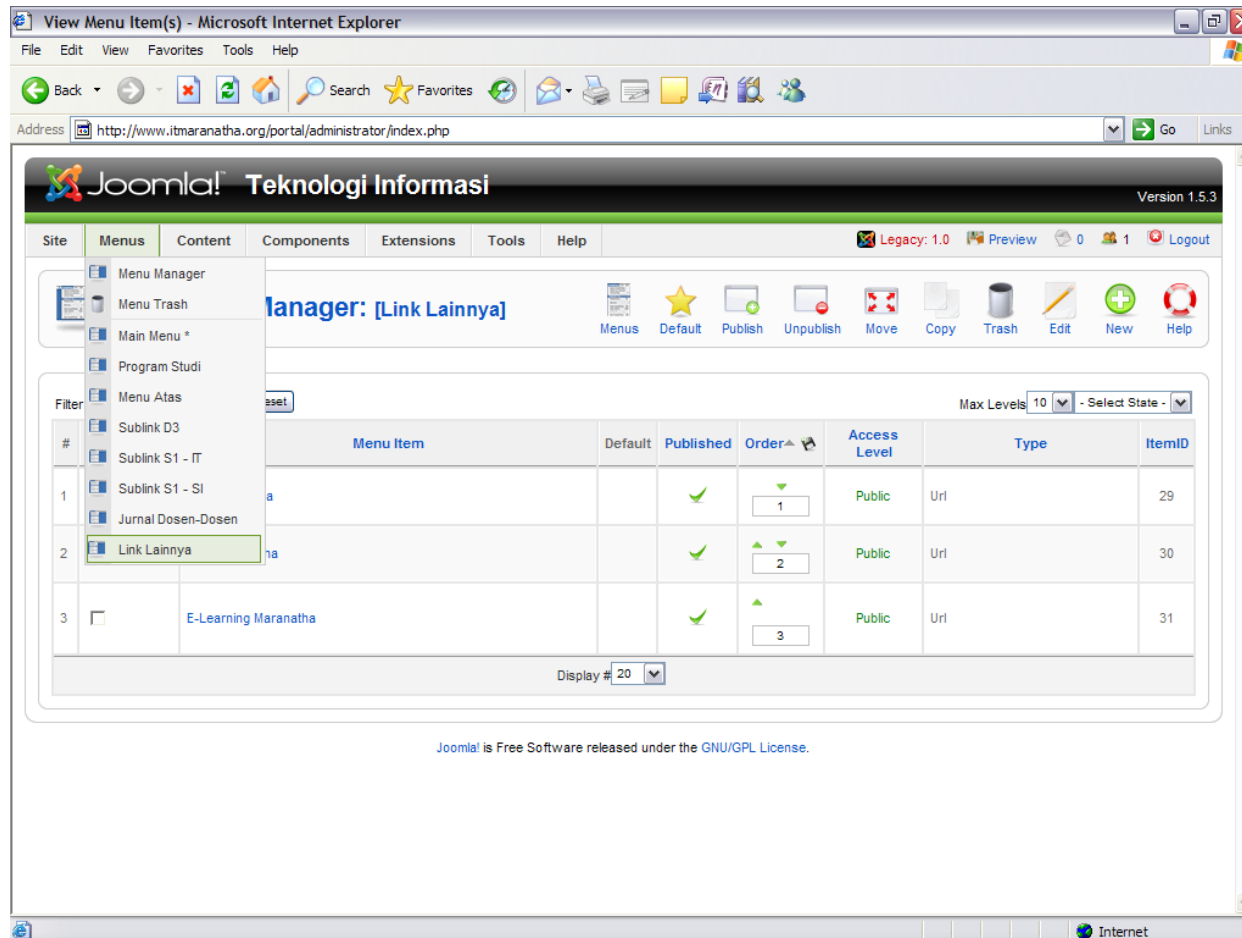 View Menu Item(s) - Microsoft Internet Explorer
File Edit View Favorites Tools Help
Back Search Favorites
Address http://www.itmaranatha.org/portal/administrator/index.php Go Links
Joomla! Teknologi Informasi
Version 1.5.3
Site Menus Content Components Extensions Tools Help Legacy: 1.0 Preview 0 1 Logout
Menu Manager
Menu Trash
Main Menu *
Program Studi
Menu Atas
Sublink D3
Sublink S1 - IT
Sublink S1 - SI
Jurnal Dosen-Dosen
Link Lainnya
[Link Lainnya]
Menus Default Publish Unpublish Move Copy Trash Edit New Help
Filter Max Levels 10 - Select State -
# Menu Item Default Published Order Access Level Type ItemID
1 1 Public Url 29
2 2 Public Url 30
3 E-Learning Maranatha 3 Public Url 31
Display # 20
Joomla! is Free Software released under the GNU/GPL License.
Internet